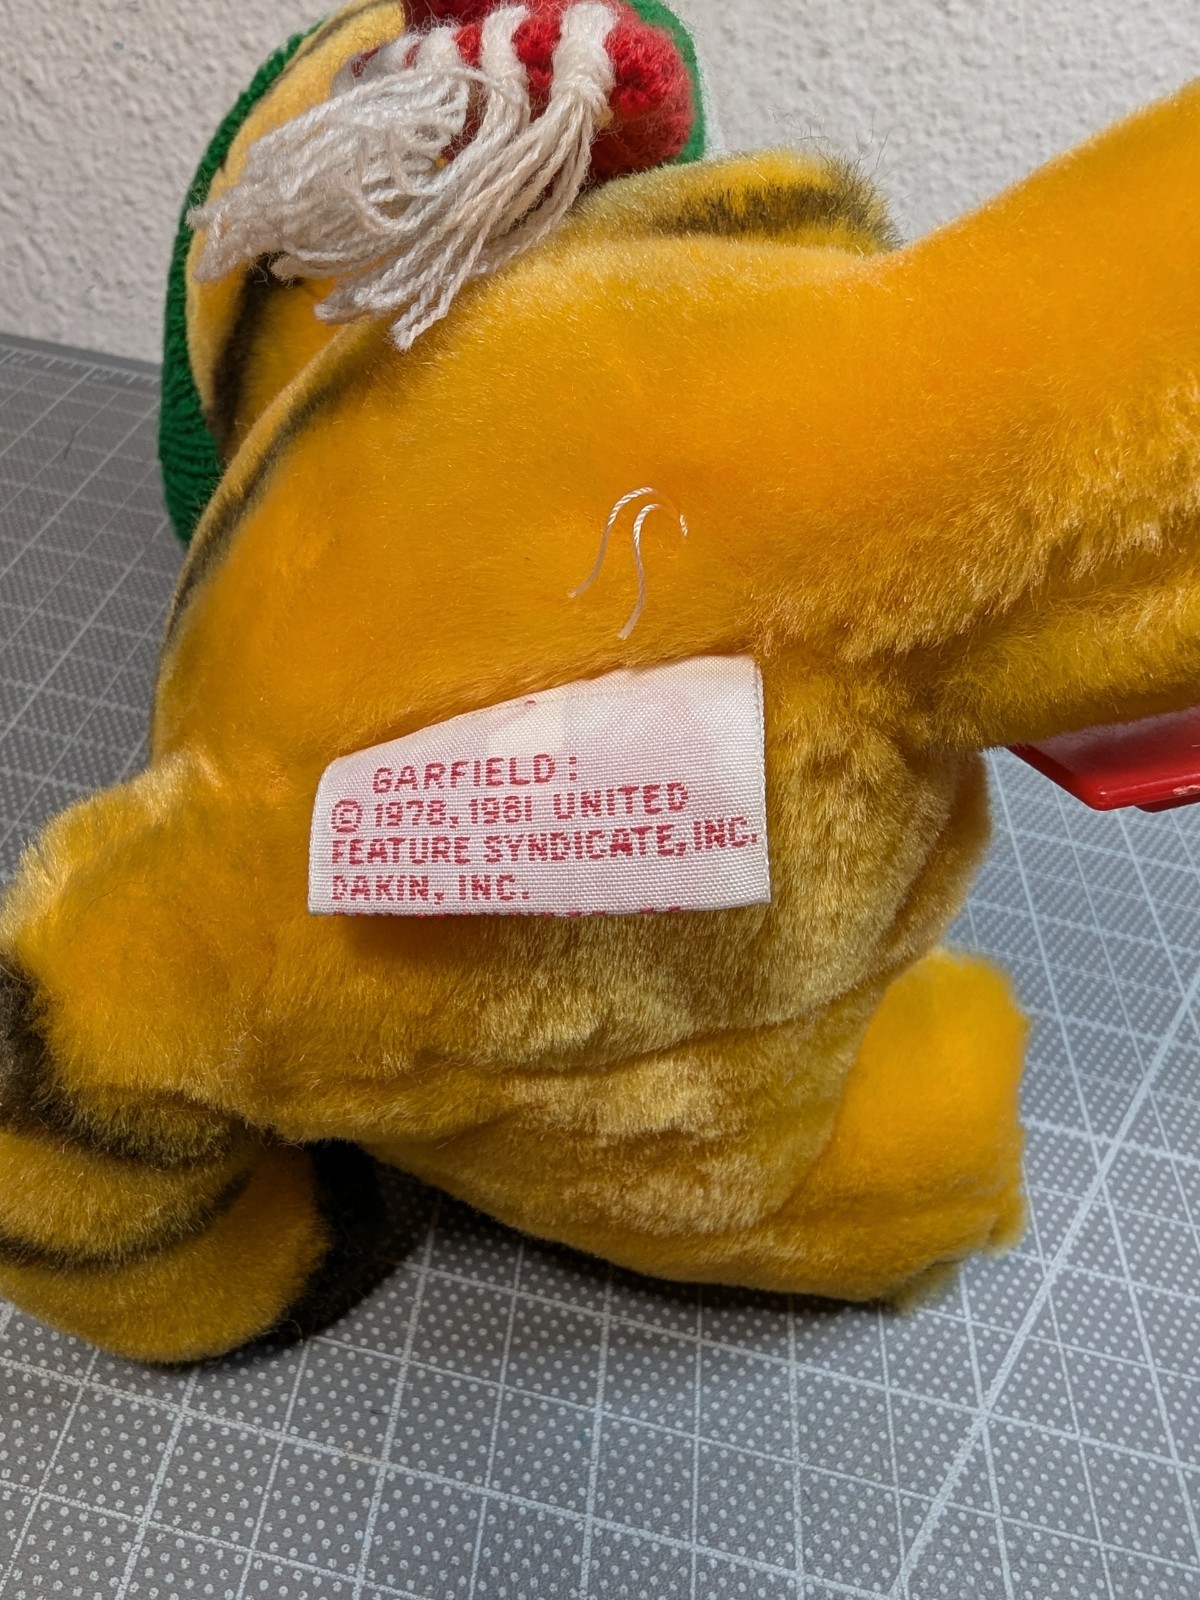 GARFIELD:
© 1978, 1981 UNITED
FEATURE SYNDICATE, INC.
DAKIN, INC.